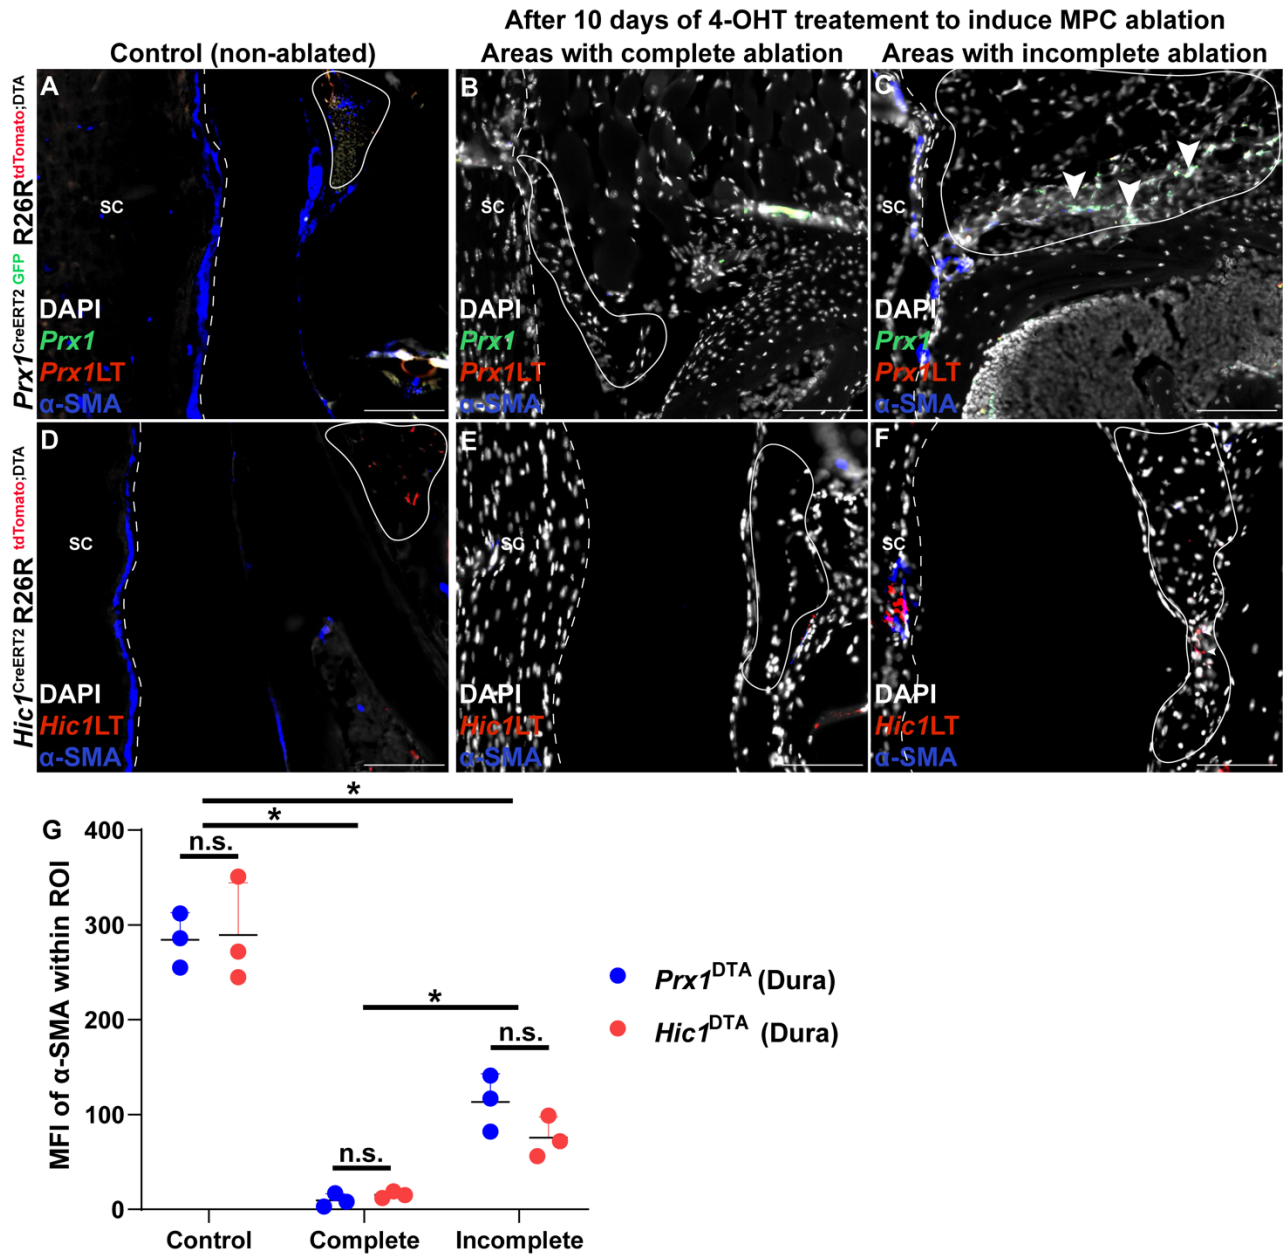 After 10 days of 4-OHT treatement to induce MPC ablation
Control (non-ablated)
Areas with complete ablation
Areas with incomplete ablation
Prx1CreERT2 GFP R26RtdTomato;DTA
A
SC
DAPI
Prx1
Prx1LT
α-SMA
B
SC
DAPI
Prx1
Prx1LT
α-SMA
C
SC
DAPI
Prx1
Prx1LT
α-SMA
Hic1CreERT2 R26R tdTomato;DTA
D
SC
DAPI
Hic1LT
α-SMA
E
SC
DAPI
Hic1LT
α-SMA
F
SC
DAPI
Hic1LT
α-SMA
G
MFI of α-SMA within ROI
400
300
200
100
0
*
*
n.s.
*
n.s.
n.s.
Control
Complete
Incomplete
Prx1DTA (Dura)
Hic1DTA (Dura)